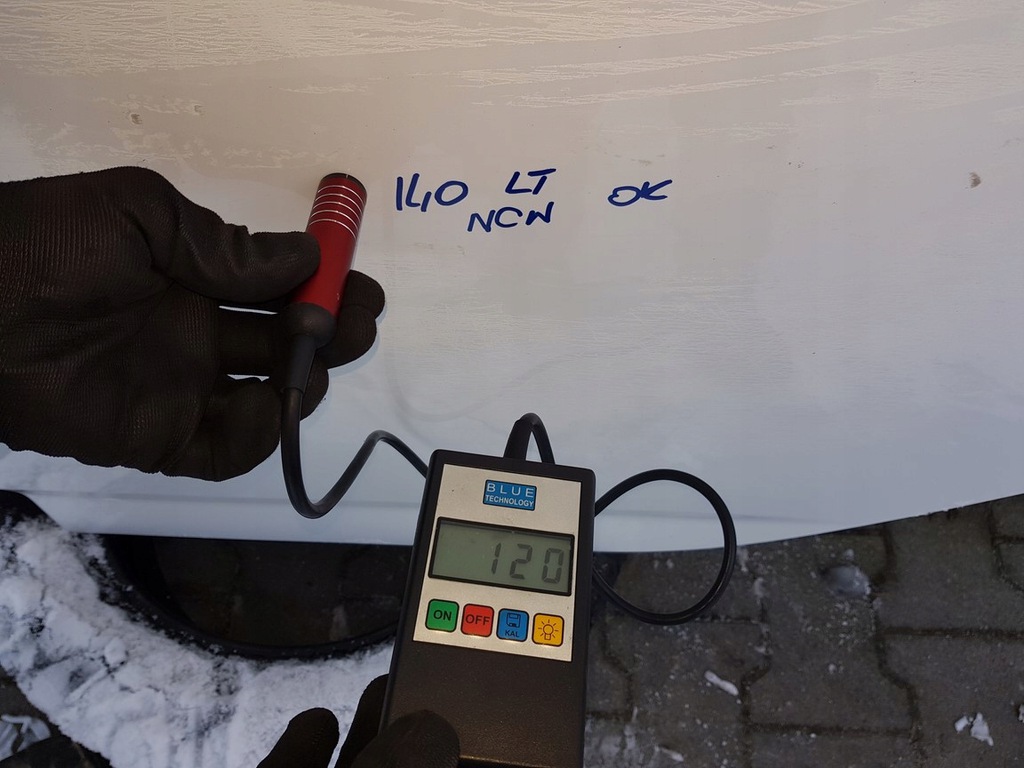 140 LT OK
NCW
BLUE
TECHNOLOGY
120
ON OFF KAL